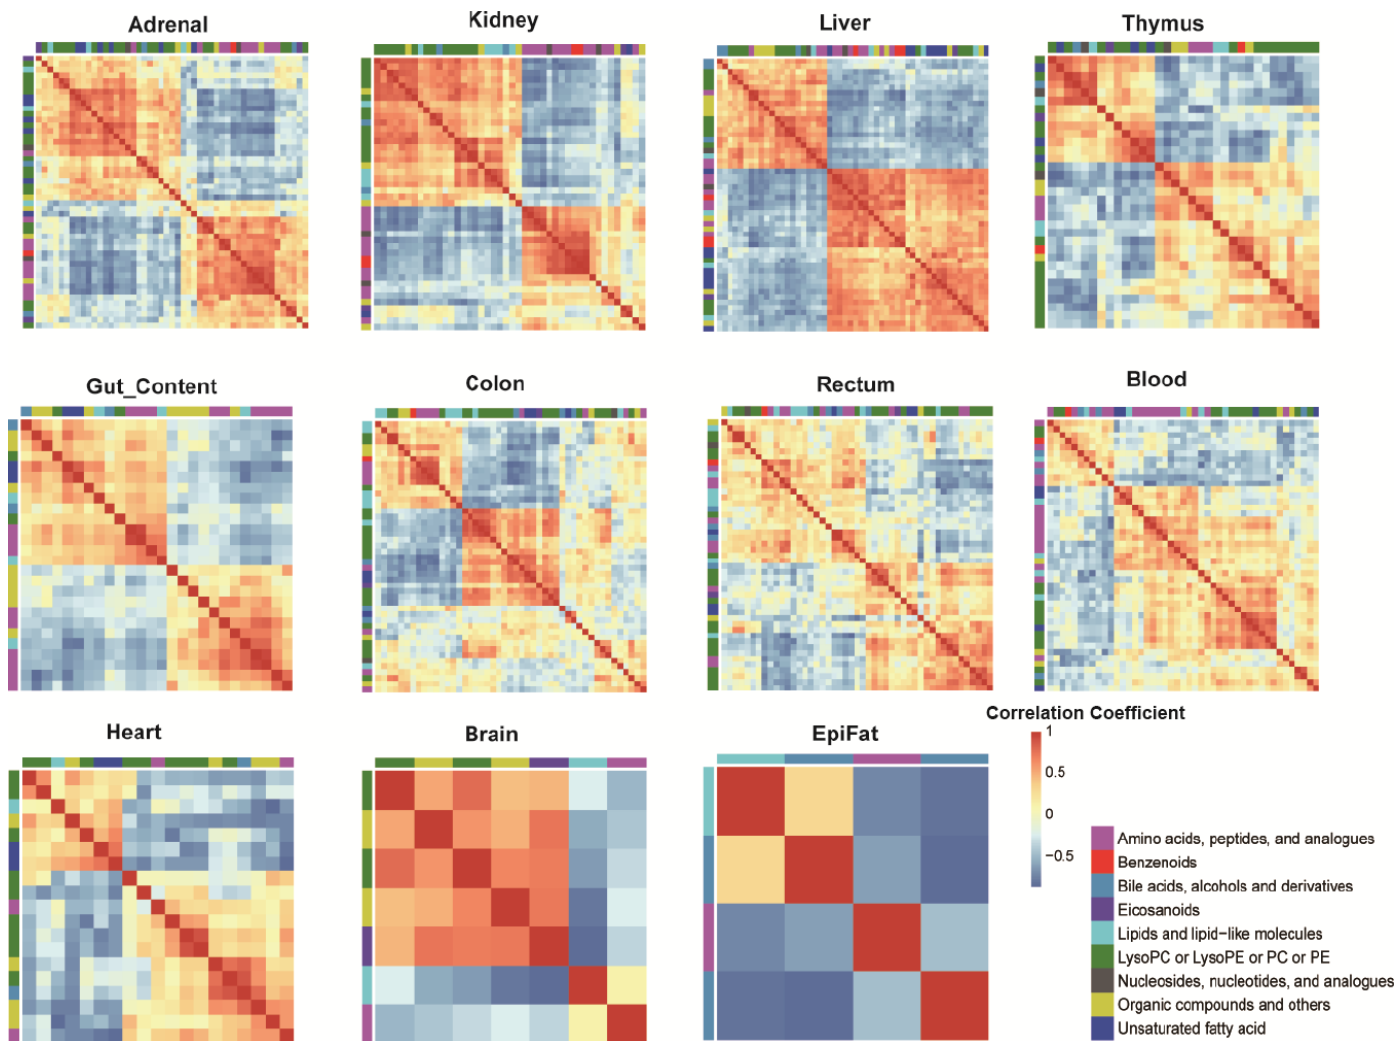 Adrenal
Kidney
Liver
Thymus
Gut_Content
Colon
Rectum
Blood
Heart
Brain
EpiFat
Correlation Coefficient
1
0.5
0
−0.5
Amino acids, peptides, and analogues
Benzenoids
Bile acids, alcohols and derivatives
Eicosanoids
Lipids and lipid−like molecules
LysoPC or LysoPE or PC or PE
Nucleosides, nucleotides, and analogues
Organic compounds and others
Unsaturated fatty acid